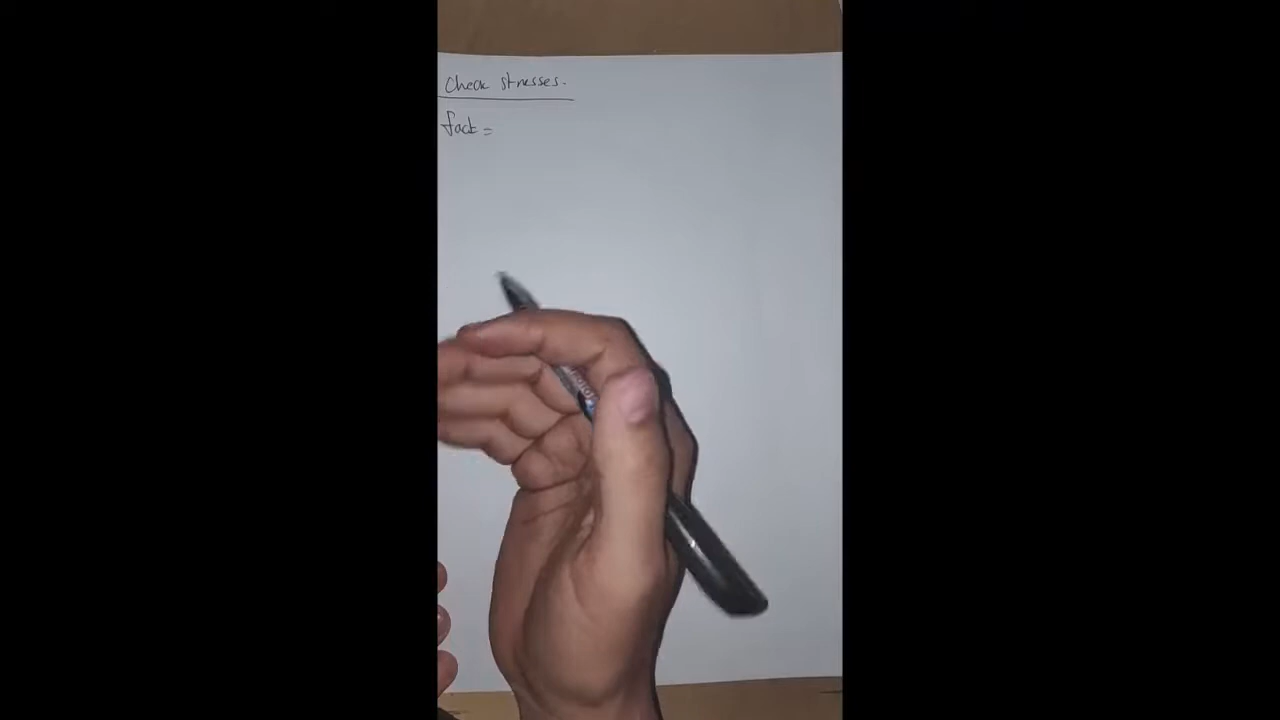 Check stresses.
fact =